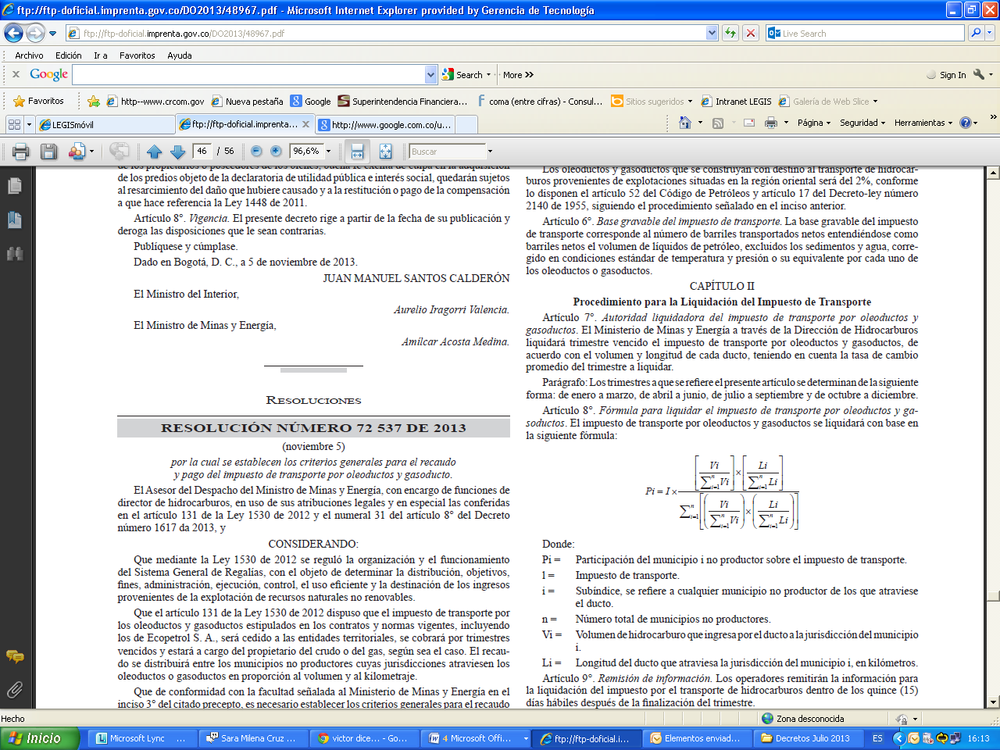 ftp://ftp-doficial.imprenta.gov.co/DO2013/48967.pdf - Microsoft Internet Explorer provided by Gerencia de Tecnología
ftp://ftp-doficial.imprenta.gov.co/DO2013/48967.pdf
Live Search
Archivo Edición Ir a Favoritos Ayuda
x Google Search More »
Sign In
Favoritos http--www.crcom.gov Nueva pestaña Google Superintendencia Financiera... coma (entre cifras) - Consul... Sitios sugeridos Intranet LEGIS Galería de Web Slice
LEGISmóvil ftp://ftp-doficial.imprenta... x http://www.google.com.co/u...
Página Seguridad Herramientas »
46 / 56 96,6% Buscar
de los propietarios o poseedores de los bienes, buena fe exenta de culpa en la adquisición
de los predios objeto de la declaratoria de utilidad pública e interés social, quedarán sujetos
al resarcimiento del daño que hubiere causado y a la restitución o pago de la compensación
a que hace referencia la Ley 1448 de 2011.
Artículo 8°. Vigencia. El presente decreto rige a partir de la fecha de su publicación y
deroga las disposiciones que le sean contrarias.
Publíquese y cúmplase.
Dado en Bogotá, D. C., a 5 de noviembre de 2013.
JUAN MANUEL SANTOS CALDERÓN
El Ministro del Interior,
Aurelio Iragorri Valencia.
El Ministro de Minas y Energía,
Amílcar Acosta Medina.
Resoluciones
RESOLUCIÓN NÚMERO 72 537 DE 2013
(noviembre 5)
por la cual se establecen los criterios generales para el recaudo
y pago del impuesto de transporte por oleoductos y gasoducto.
El Asesor del Despacho del Ministro de Minas y Energía, con encargo de funciones de
director de hidrocarburos, en uso de sus atribuciones legales y en especial las conferidas
en el artículo 131 de la Ley 1530 de 2012 y el numeral 31 del artículo 8° del Decreto
número 1617 da 2013, y
CONSIDERANDO:
Que mediante la Ley 1530 de 2012 se reguló la organización y el funcionamiento
del Sistema General de Regalías, con el objeto de determinar la distribución, objetivos,
fines, administración, ejecución, control, el uso eficiente y la destinación de los ingresos
provenientes de la explotación de recursos naturales no renovables.
Que el artículo 131 de la Ley 1530 de 2012 dispuso que el impuesto de transporte por
los oleoductos y gasoductos estipulados en los contratos y normas vigentes, incluyendo
los de Ecopetrol S. A., será cedido a las entidades territoriales, se cobrará por trimestres
vencidos y estará a cargo del propietario del crudo o del gas, según sea el caso. El recau-
do se distribuirá entre los municipios no productores cuyas jurisdicciones atraviesen los
oleoductos o gasoductos en proporción al volumen y al kilometraje.
Que de conformidad con la facultad señalada al Ministerio de Minas y Energía en el
inciso 3° del citado precepto, es necesario establecer los criterios generales para el recaudo
Los oleoductos y gasoductos que se construyan con destino al transporte de hidrocar-
buros provenientes de explotaciones situadas en la región oriental será del 2%, conforme
lo disponen el artículo 52 del Código de Petróleos y artículo 17 del Decreto-ley número
2140 de 1955, siguiendo el procedimiento señalado en el inciso anterior.
Artículo 6°. Base gravable del impuesto de transporte. La base gravable del impuesto
de transporte corresponde al número de barriles transportados netos entendiéndose como
barriles netos el volumen de líquidos de petróleo, excluidos los sedimentos y agua, corre-
gido en condiciones estándar de temperatura y presión o su equivalente por cada uno de
los oleoductos o gasoductos.
CAPÍTULO II
Procedimiento para la Liquidación del Impuesto de Transporte
Artículo 7°. Autoridad liquidadora del impuesto de transporte por oleoductos y
gasoductos. El Ministerio de Minas y Energía a través de la Dirección de Hidrocarburos
liquidará trimestre vencido el impuesto de transporte por oleoductos y gasoductos, de
acuerdo con el volumen y longitud de cada ducto, teniendo en cuenta la tasa de cambio
promedio del trimestre a liquidar.
Parágrafo: Los trimestres a que se refiere el presente artículo se determinan de la siguiente
forma: de enero a marzo, de abril a junio, de julio a septiembre y de octubre a diciembre.
Artículo 8°. Fórmula para liquidar el impuesto de transporte por oleoductos y ga-
soductos. El impuesto de transporte por oleoductos y gasoductos se liquidará con base en
la siguiente fórmula:
Pi = I × [Vi / ∑ⁿᵢ₌₁ Vi] × [Li / ∑ⁿᵢ₌₁ Li] / ∑ⁿᵢ₌₁ [(Vi / ∑ⁿᵢ₌₁ Vi) × (Li / ∑ⁿᵢ₌₁ Li)]
Donde:
Pi = Participación del municipio i no productor sobre el impuesto de transporte.
l = Impuesto de transporte.
i = Subíndice, se refiere a cualquier municipio no productor de los que atraviese
el ducto.
n = Número total de municipios no productores.
Vi = Volumen de hidrocarburo que ingresa por el ducto a la jurisdicción del municipio
i.
Li = Longitud del ducto que atraviesa la jurisdicción del municipio i, en kilómetros.
Artículo 9°. Remisión de información. Los operadores remitirán la información para
la liquidación del impuesto por el transporte de hidrocarburos dentro de los quince (15)
días hábiles después de la finalización del trimestre.
Hecho Zona desconocida
Inicio Microsoft Lync Sara Milena Cruz ... victor dice... - Go... 4 Microsoft Offi... ftp://ftp-doficial.i... Elementos enviad... Decretos Julio 2013 ES 16:13